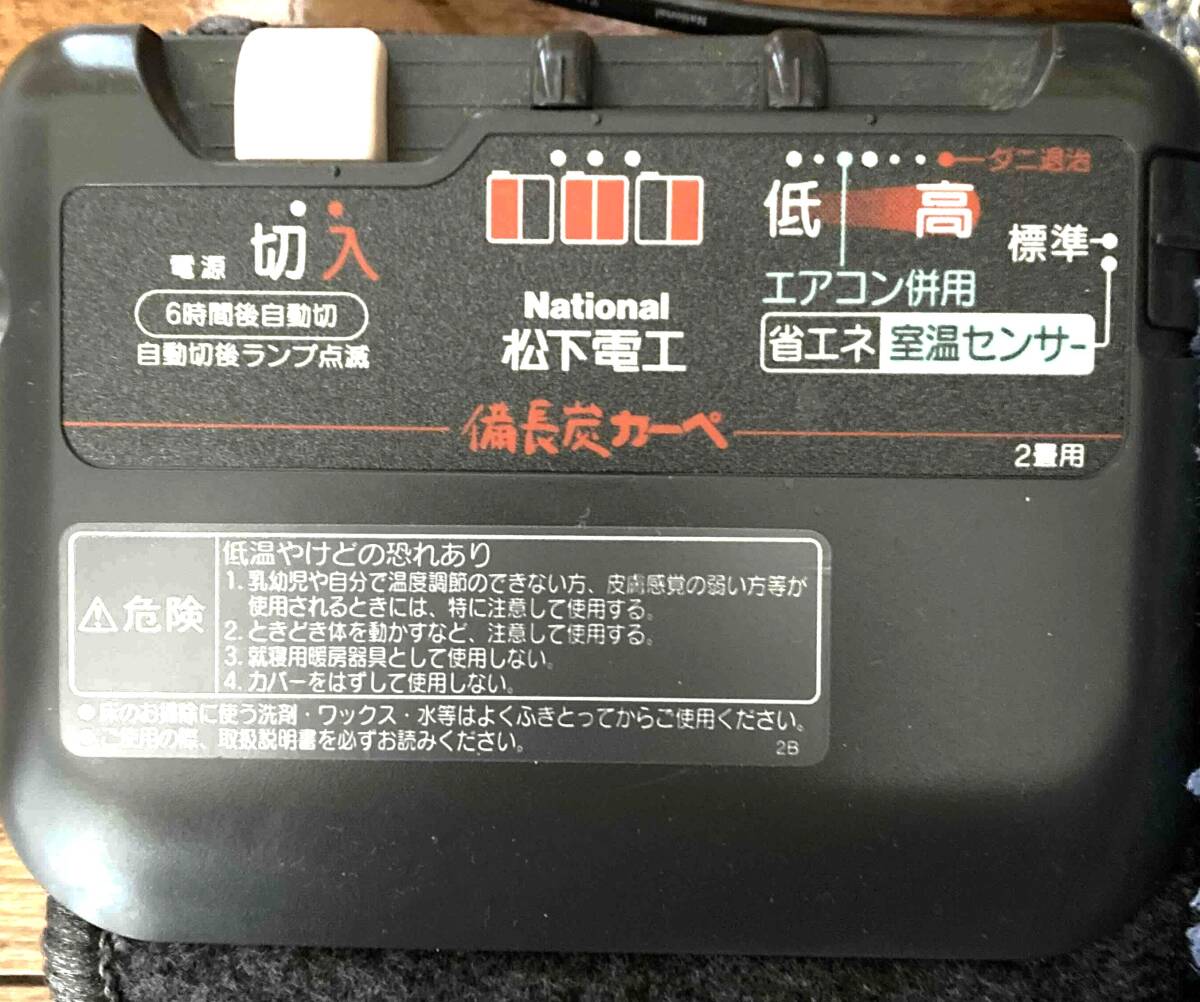 National
ダニ退治
低 高
標準
電源 切 入
エアコン併用
6時間後自動切
National
松下電工
省エネ 室温センサー
自動切後ランプ点滅
備長炭カーペ
2畳用
危険
低温やけどの恐れあり
1. 乳幼児や自分で温度調節のできない方、皮膚感覚の弱い方等が
使用されるときには、特に注意して使用する。
2. ときどき体を動かすなど、注意して使用する。
3. 就寝用暖房器具として使用しない。
4. カバーをはずして使用しない。
●床のお掃除に使う洗剤・ワックス・水等はよくふきとってからご使用ください。
●ご使用の際、取扱説明書を必ずお読みください。
2B